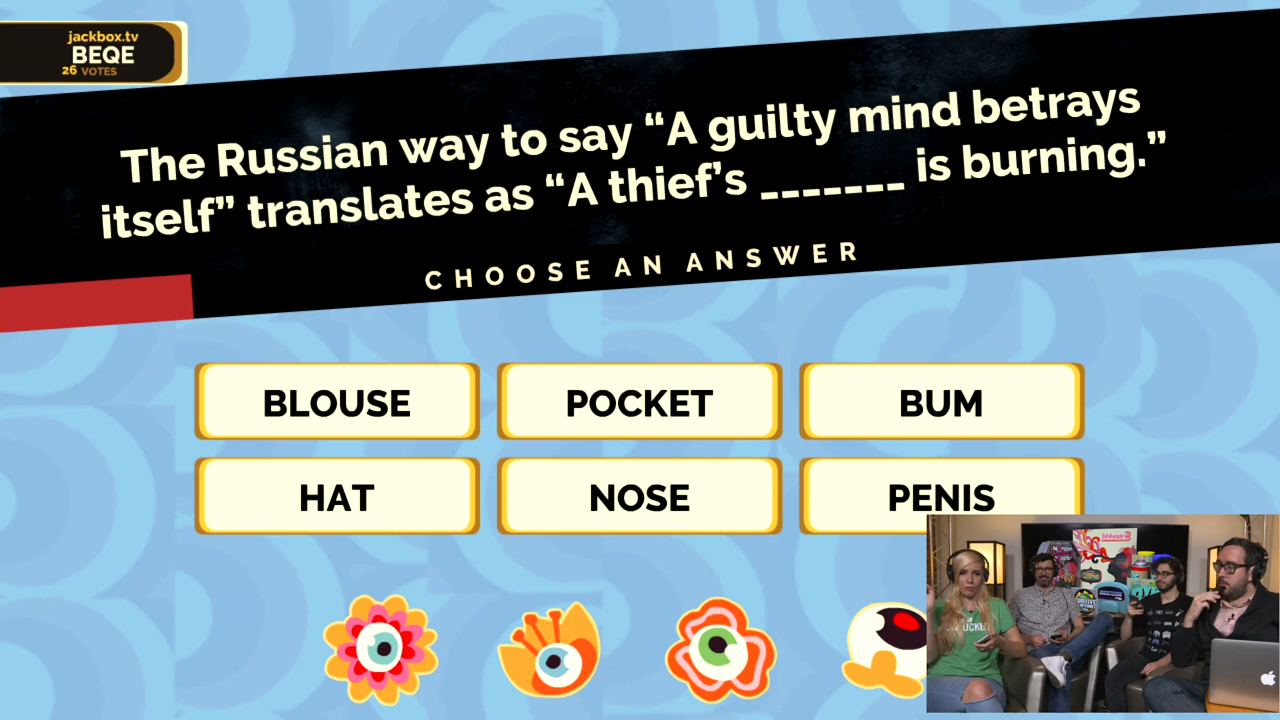 jackbox.tv
BEQE
26 VOTES
The Russian way to say “A guilty mind betrays
itself” translates as “A thief’s _______ is burning.”
CHOOSE AN ANSWER
BLOUSE
POCKET
BUM
HAT
NOSE
PENIS